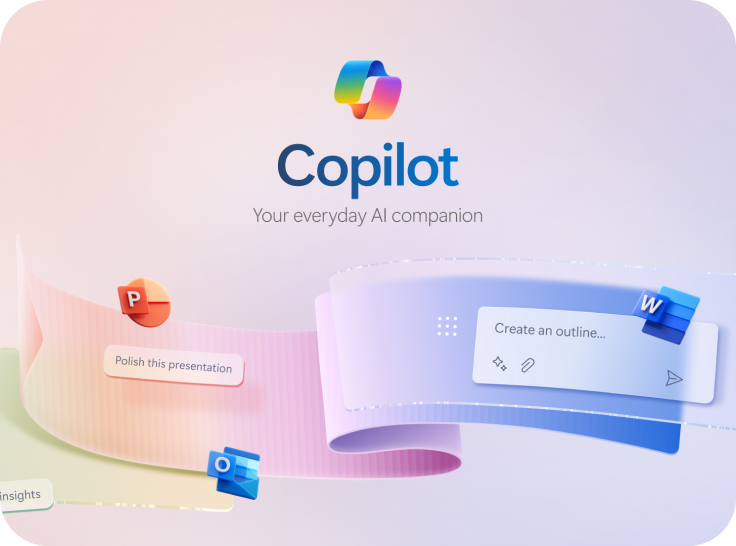 Copilot
Your everyday AI companion
P
Polish this presentation
W
Create an outline...
O
insights